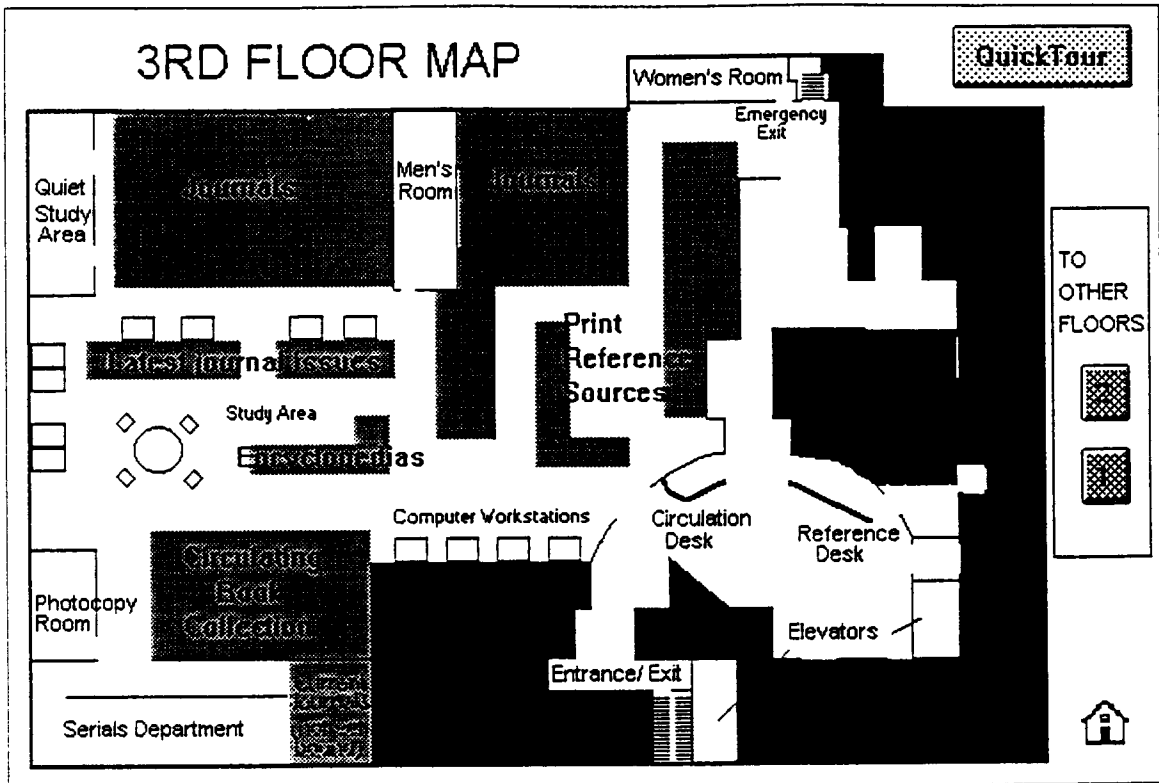 3RD FLOOR MAP
QuickTour
Women's Room
Emergency
Exit
Quiet
Study
Area
Journals
Men's
Room
Journals
TO
OTHER
FLOORS
2
1
Print
Reference
Sources
Latest Journal Issues
Study Area
Encyclopedias
Computer Workstations
Circulation
Desk
Reference
Desk
Circulating
Book
Collection
Photocopy
Room
Elevators
Entrance/ Exit
Serials Department